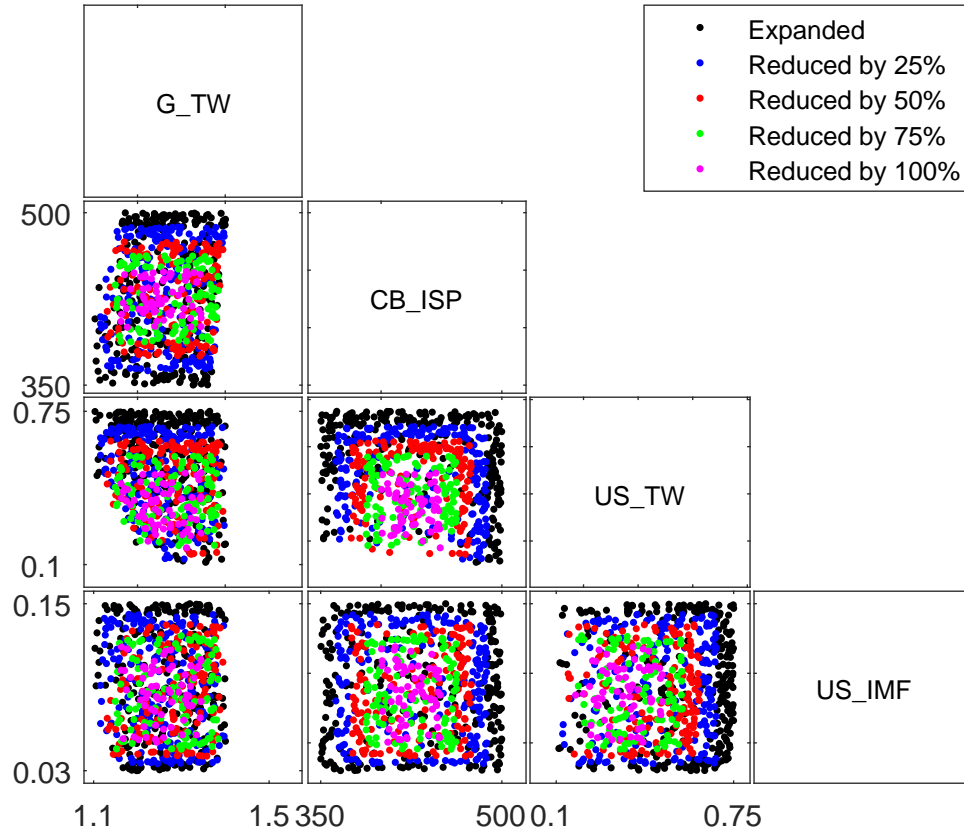 Expanded
Reduced by 25%
Reduced by 50%
Reduced by 75%
Reduced by 100%
G_TW
500
CB_ISP
350
0.75
US_TW
0.1
0.15
US_IMF
0.03
1.1 1.5 350 500 0.1 0.75